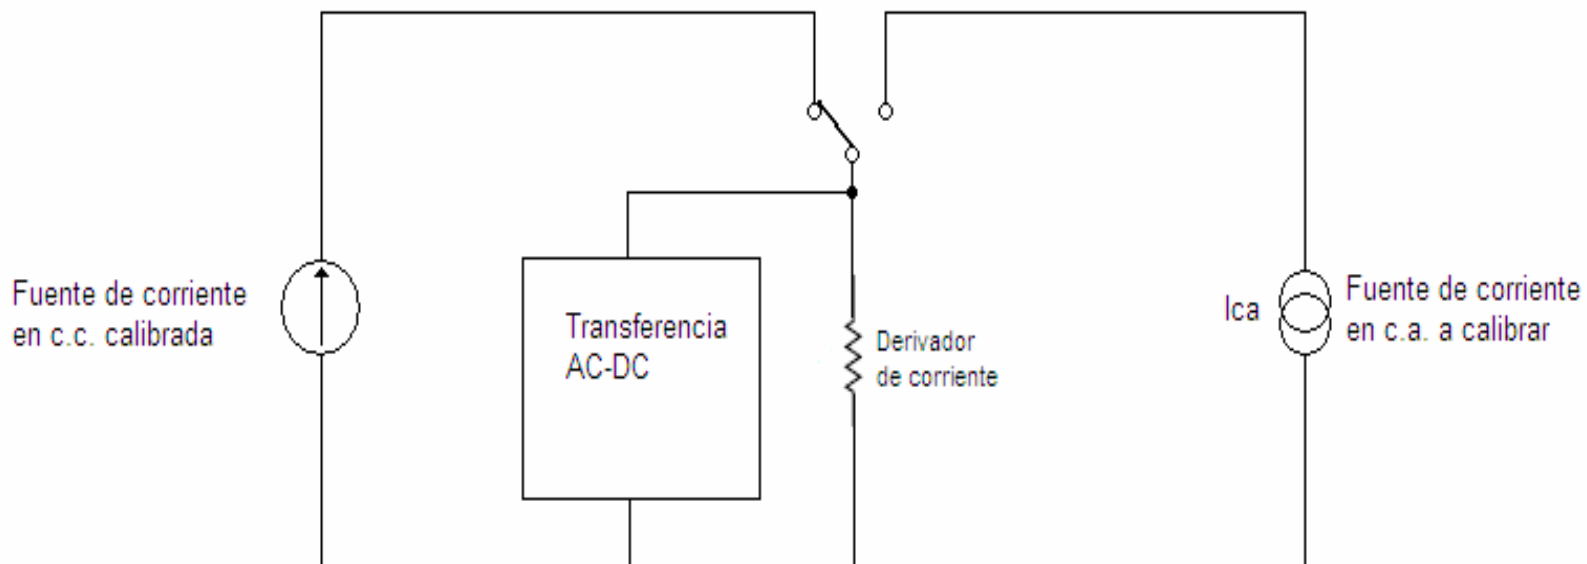 Fuente de corriente
en c.c. calibrada
Transferencia
AC-DC
Derivador
de corriente
Ica
Fuente de corriente
en c.a. a calibrar